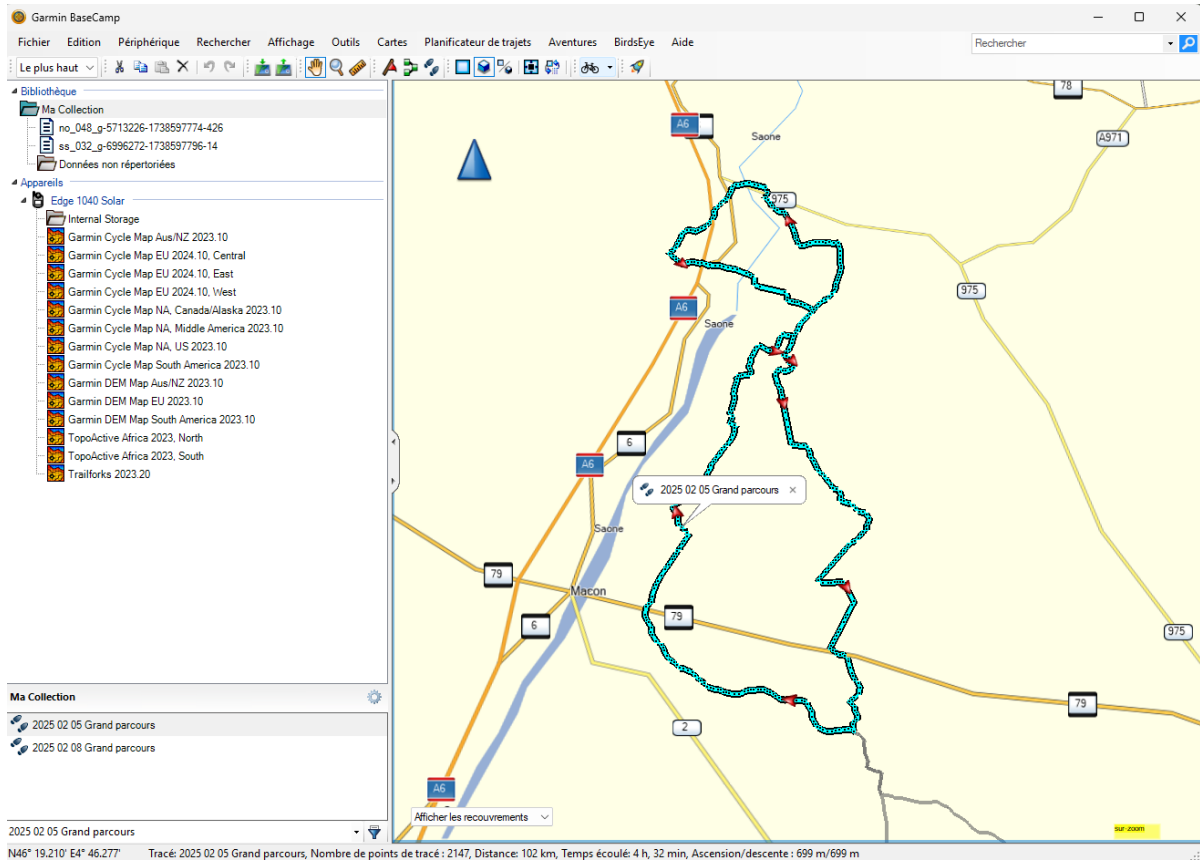 Garmin BaseCamp
Fichier Edition Périphérique Rechercher Affichage Outils Cartes Planificateur de trajets Aventures BirdsEye Aide
Rechercher
Le plus haut
Bibliothèque
Ma Collection
no_048_g-5713226-1738597774-426
ss_032_g-6996272-1738597796-14
Données non répertoriées
Appareils
Edge 1040 Solar
Internal Storage
Garmin Cycle Map Aus/NZ 2023.10
Garmin Cycle Map EU 2024.10, Central
Garmin Cycle Map EU 2024.10, East
Garmin Cycle Map EU 2024.10, West
Garmin Cycle Map NA, Canada/Alaska 2023.10
Garmin Cycle Map NA, Middle America 2023.10
Garmin Cycle Map NA, US 2023.10
Garmin Cycle Map South America 2023.10
Garmin DEM Map Aus/NZ 2023.10
Garmin DEM Map EU 2023.10
Garmin DEM Map South America 2023.10
TopoActive Africa 2023, North
TopoActive Africa 2023, South
Trailforks 2023.20
Ma Collection
2025 02 05 Grand parcours
2025 02 08 Grand parcours
2025 02 05 Grand parcours
78
A6
Saone
A971
975
975
A6
Saone
6
A6
2025 02 05 Grand parcours
Saone
79
Macon
79
6
975
79
2
A6
Afficher les recouvrements
sur-zoom
N46° 19.210' E4° 46.277' Tracé: 2025 02 05 Grand parcours, Nombre de points de tracé : 2147, Distance: 102 km, Temps écoulé: 4 h, 32 min, Ascension/descente : 699 m/699 m